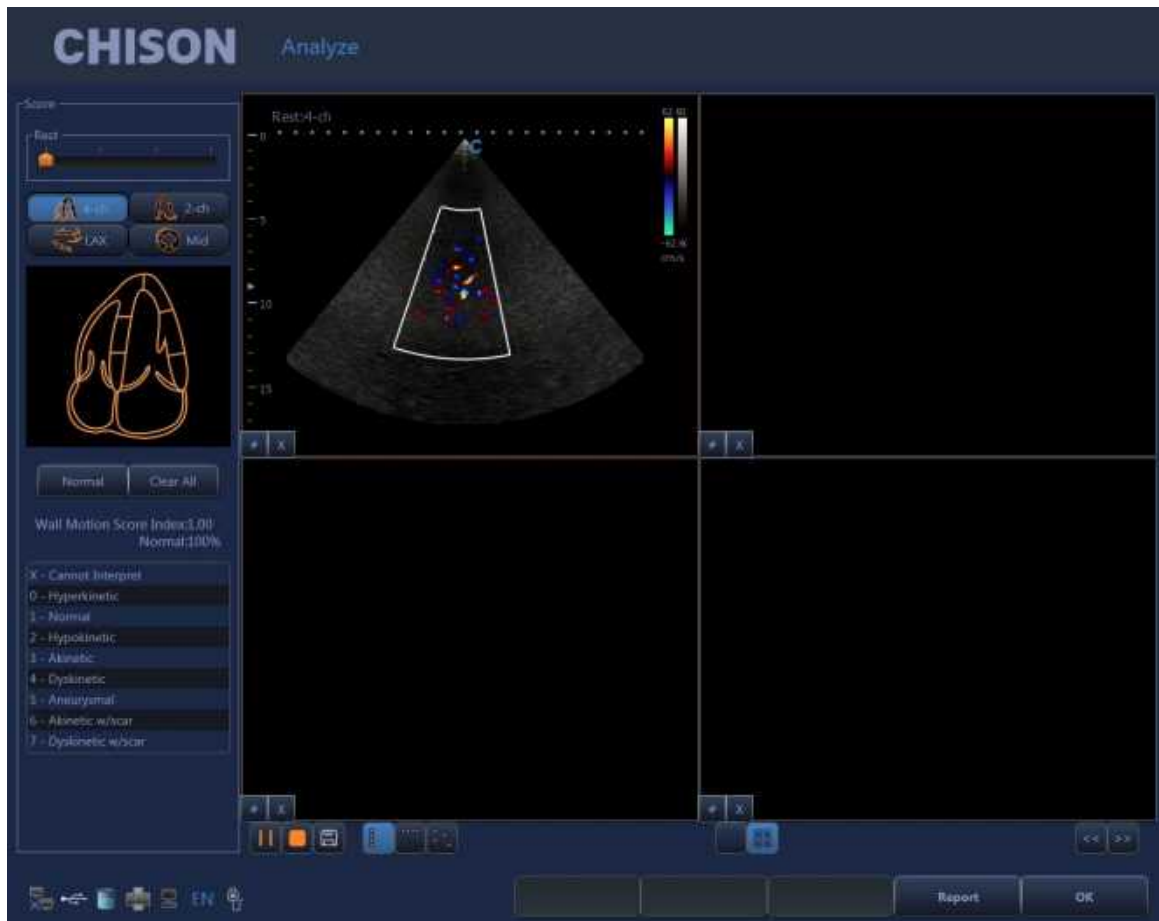 CHISON
Analyze
Score
Rest
4-ch
2-ch
LAX
Mid
Normal
Clear All
Wall Motion Score Index:1.00
Normal:100%
X - Cannot Interpret
0 - Hyperkinetic
1 - Normal
2 - Hypokinetic
3 - Akinetic
4 - Dyskinetic
5 - Aneurysmal
6 - Akinetic w/scar
7 - Dyskinetic w/scar
Rest:4-ch
C
0
5
10
15
62 60
cm/s
# X
# X
# X
# X
<< >>
EN
Report
OK